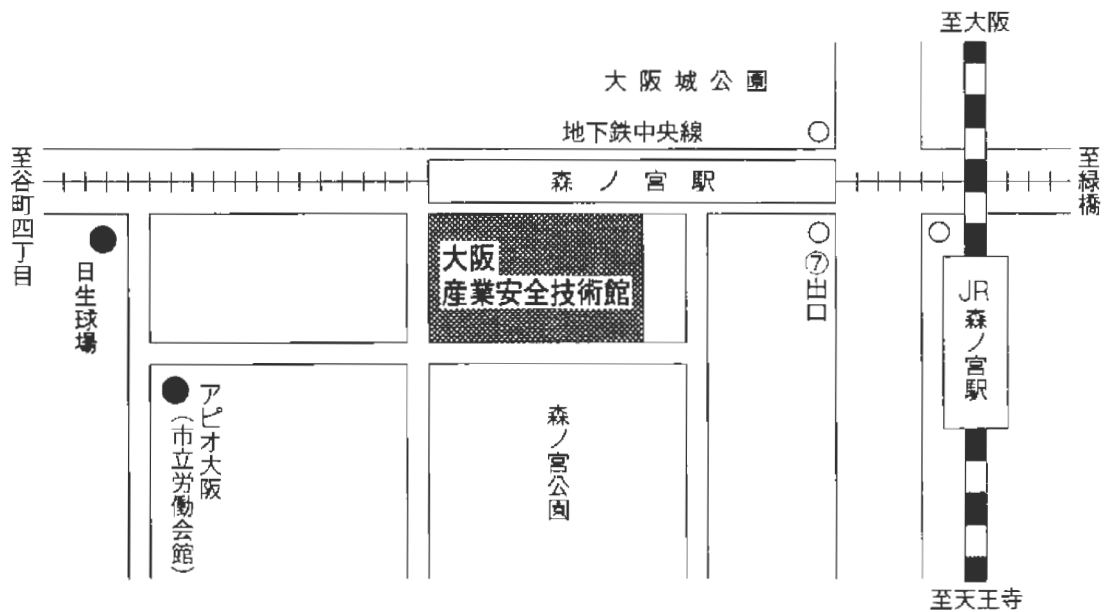 至大阪
大阪城公園
地下鉄中央線
至谷町四丁目
森ノ宮駅
至緑橋
大阪
産業安全技術館
日生球場
⑦出口
JR森ノ宮駅
アピオ大阪
(市立労働会館)
森ノ宮公園
至天王寺